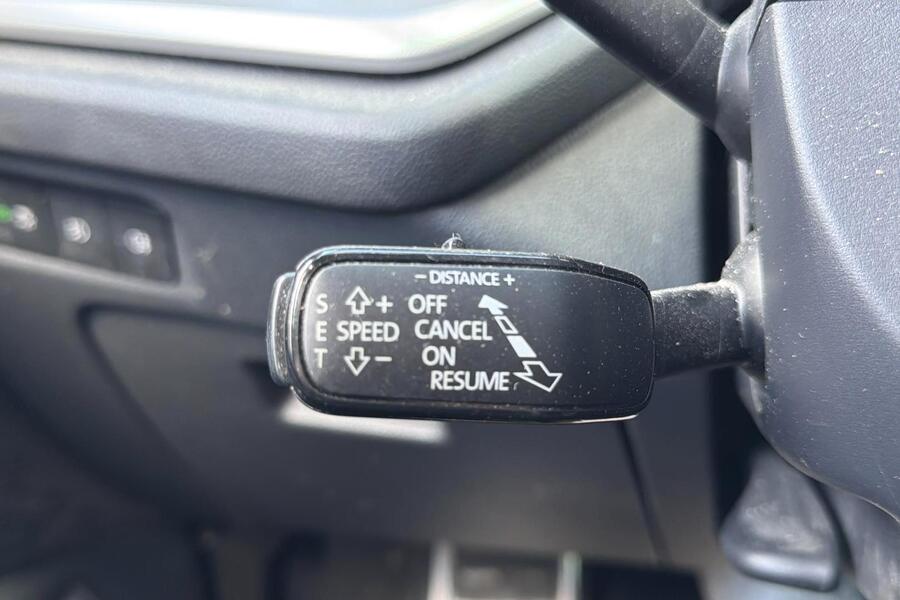 − DISTANCE +
S + OFF
E SPEED CANCEL
T − ON
RESUME